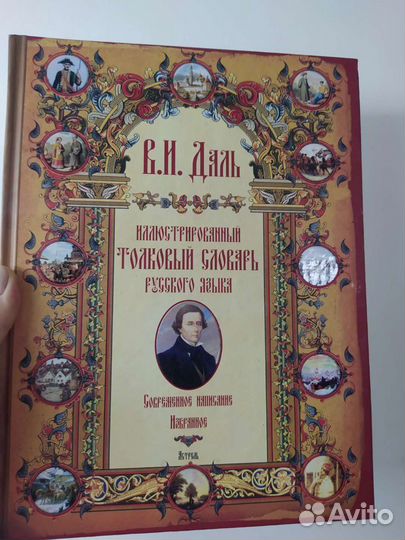 В.И. Даль
Иллюстрированный
толковый словарь
русского языка
Современное написание
Избранное
Астрель
Avito